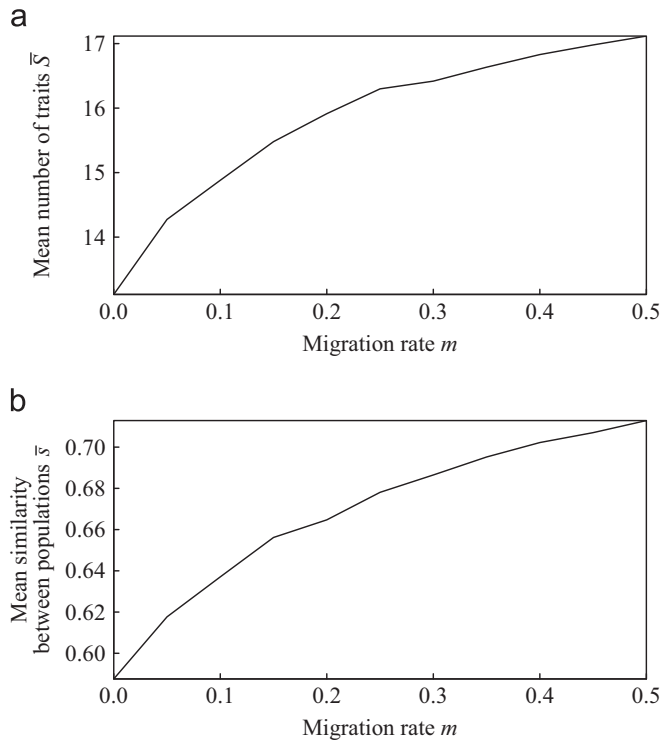 a
17
16
15
14
Mean number of traits S̅
0.0 0.1 0.2 0.3 0.4 0.5
Migration rate m
b
0.70
0.68
0.66
0.64
0.62
0.60
Mean similarity
between populations s̅
0.0 0.1 0.2 0.3 0.4 0.5
Migration rate m